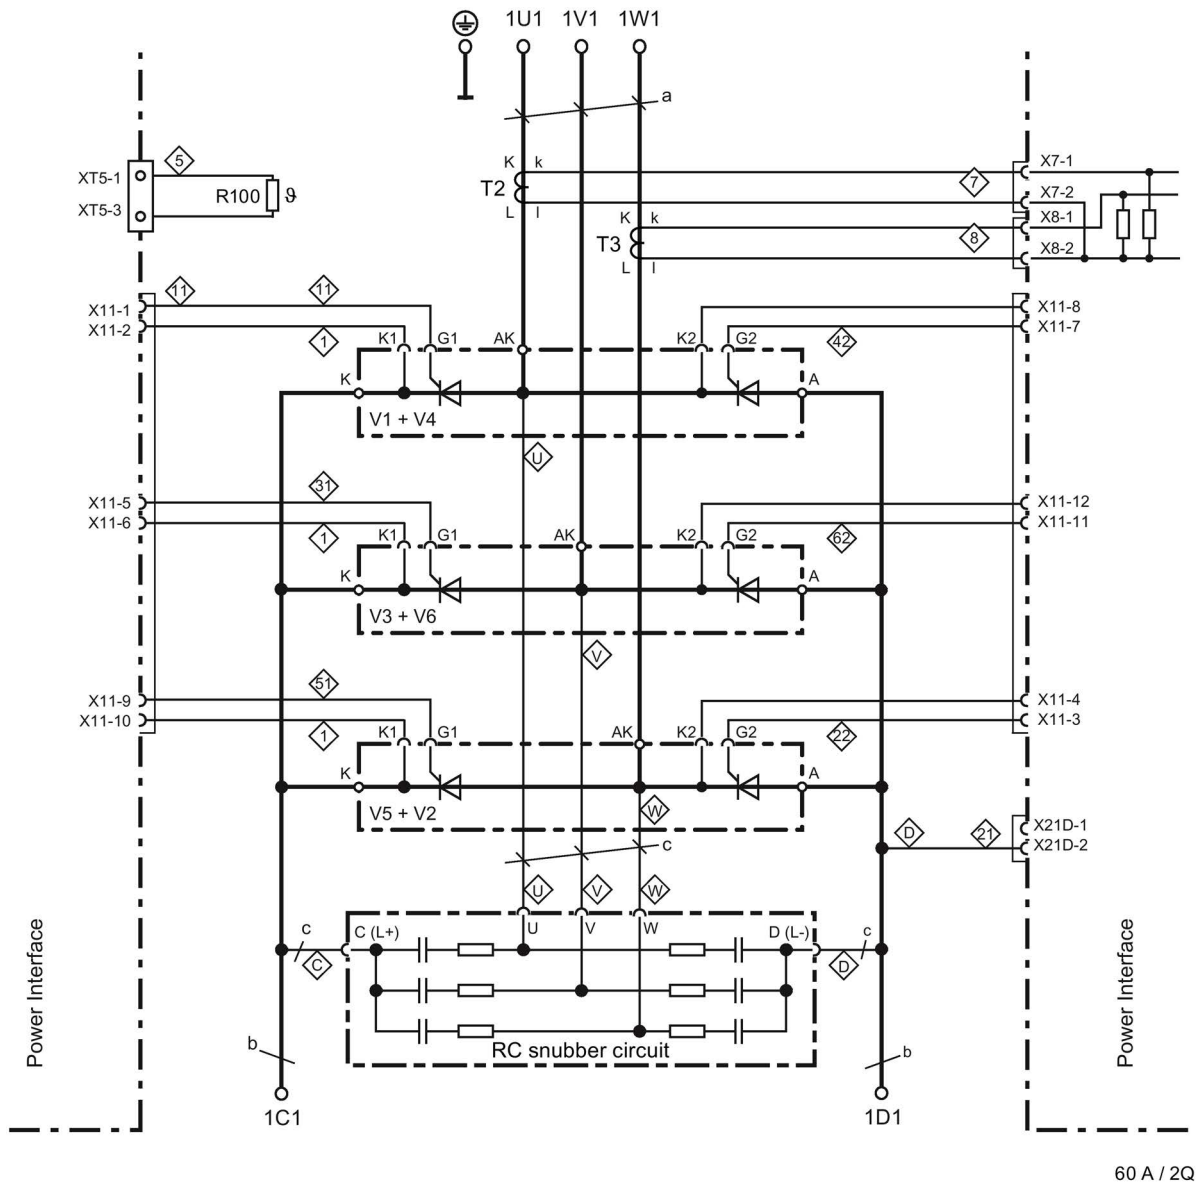 1U1 1V1 1W1
a
5
XT5-1
XT5-3
R100 ϑ
K k
T2
L l
K k
T3
L l
7
8
X7-1
X7-2
X8-1
X8-2
11 11
X11-1
X11-2
1
X11-8
X11-7
42
K1 G1 AK K2 G2
K A
V1 + V4
U
31
X11-5
X11-6
1
X11-12
X11-11
62
K1 G1 AK K2 G2
K A
V3 + V6
V
51
X11-9
X11-10
1
X11-4
X11-3
22
K1 G1 AK K2 G2
K A
V5 + V2
W
c
D 21
X21D-1
X21D-2
U V W
c C (L+) U V W D (L-) c
C D
RC snubber circuit
b b
1C1 1D1
Power Interface
Power Interface
60 A / 2Q